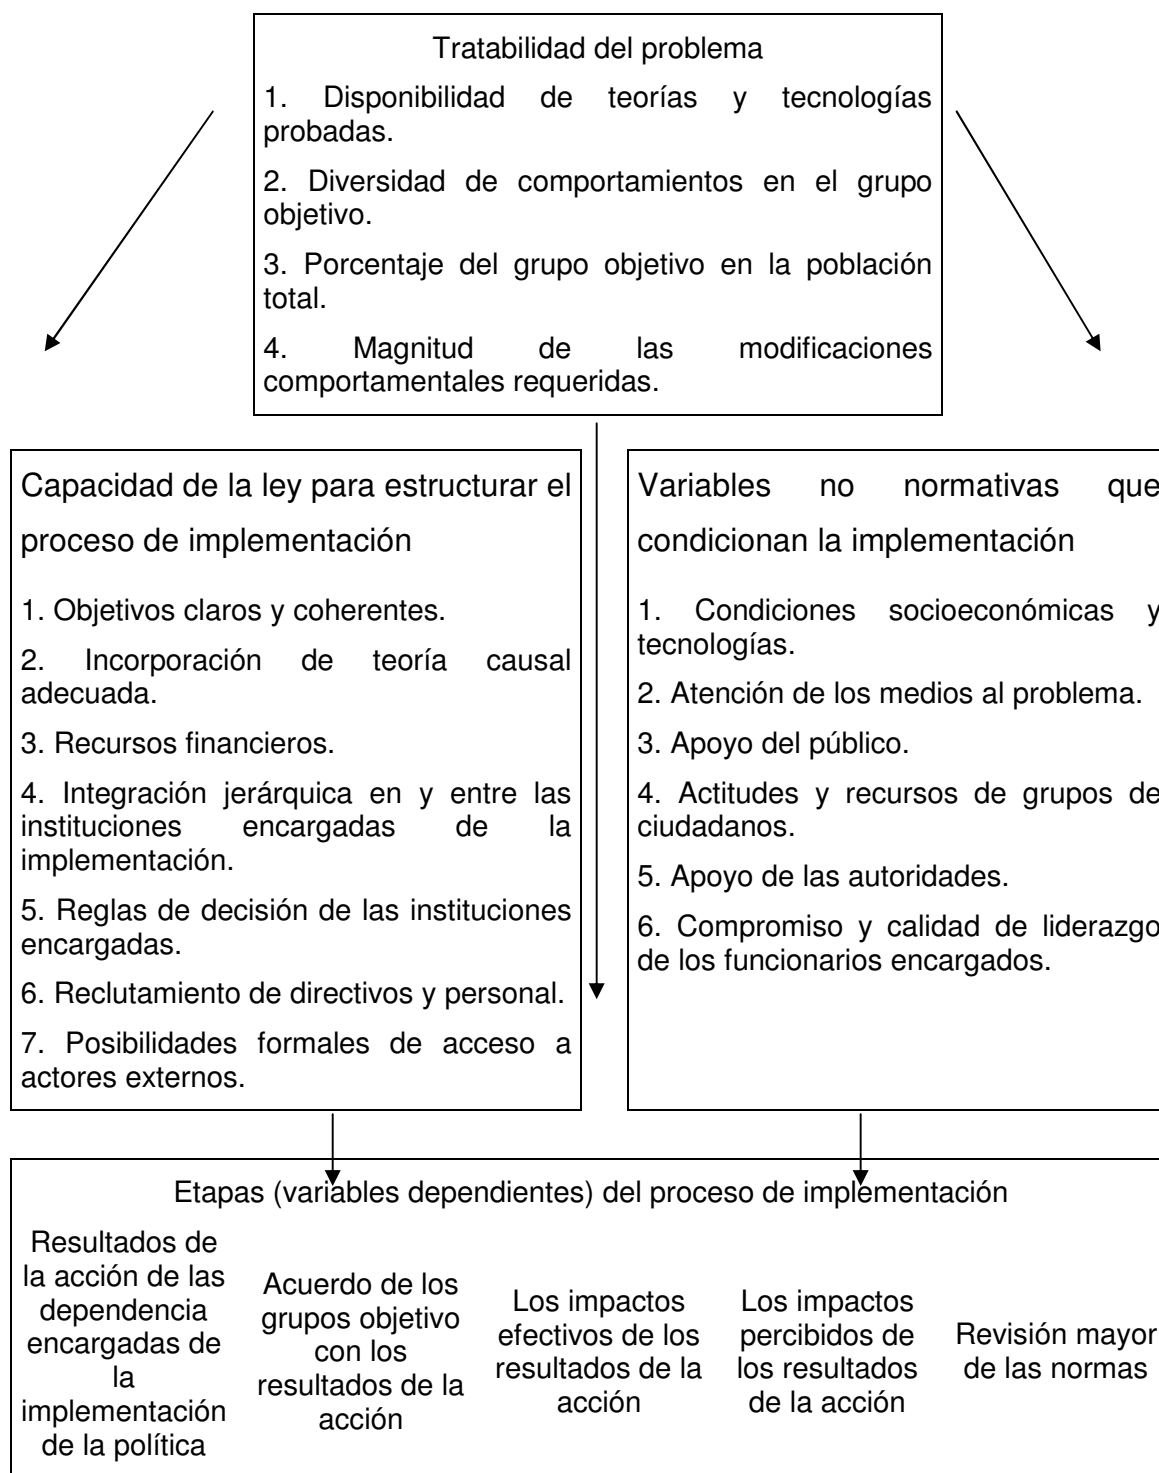 Tratabilidad del problema
1. Disponibilidad de teorías y tecnologías
probadas.
2. Diversidad de comportamientos en el grupo
objetivo.
3. Porcentaje del grupo objetivo en la población
total.
4. Magnitud de las modificaciones
comportamentales requeridas.
Capacidad de la ley para estructurar el
proceso de implementación
1. Objetivos claros y coherentes.
2. Incorporación de teoría causal
adecuada.
3. Recursos financieros.
4. Integración jerárquica en y entre las
instituciones encargadas de la
implementación.
5. Reglas de decisión de las instituciones
encargadas.
6. Reclutamiento de directivos y personal.
7. Posibilidades formales de acceso a
actores externos.
Variables no normativas que
condicionan la implementación
1. Condiciones socioeconómicas y
tecnologías.
2. Atención de los medios al problema.
3. Apoyo del público.
4. Actitudes y recursos de grupos de
ciudadanos.
5. Apoyo de las autoridades.
6. Compromiso y calidad de liderazgo
de los funcionarios encargados.
Etapas (variables dependientes) del proceso de implementación
Resultados de
la acción de las
dependencia
encargadas de
la
implementación
de la política
Acuerdo de los
grupos objetivo
con los
resultados de la
acción
Los impactos
efectivos de los
resultados de la
acción
Los impactos
percibidos de
los resultados
de la acción
Revisión mayor
de las normas